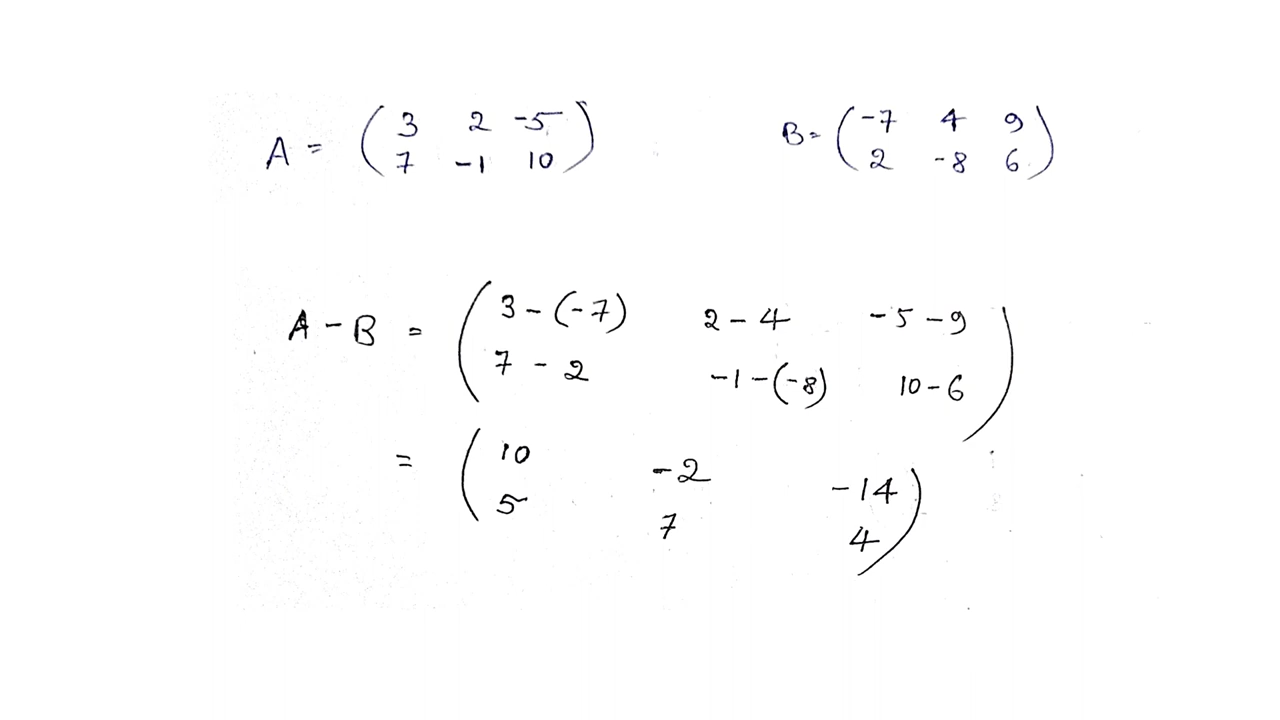 A = ( 3 2 -5 B = ( -7 4 9
7 -1 10 ) 2 -8 6 )
A - B = ( 3 - (-7) 2 - 4 -5 - 9
7 - 2 -1 - (-8) 10 - 6 )
= ( 10 -2 -14
5 7 4 )